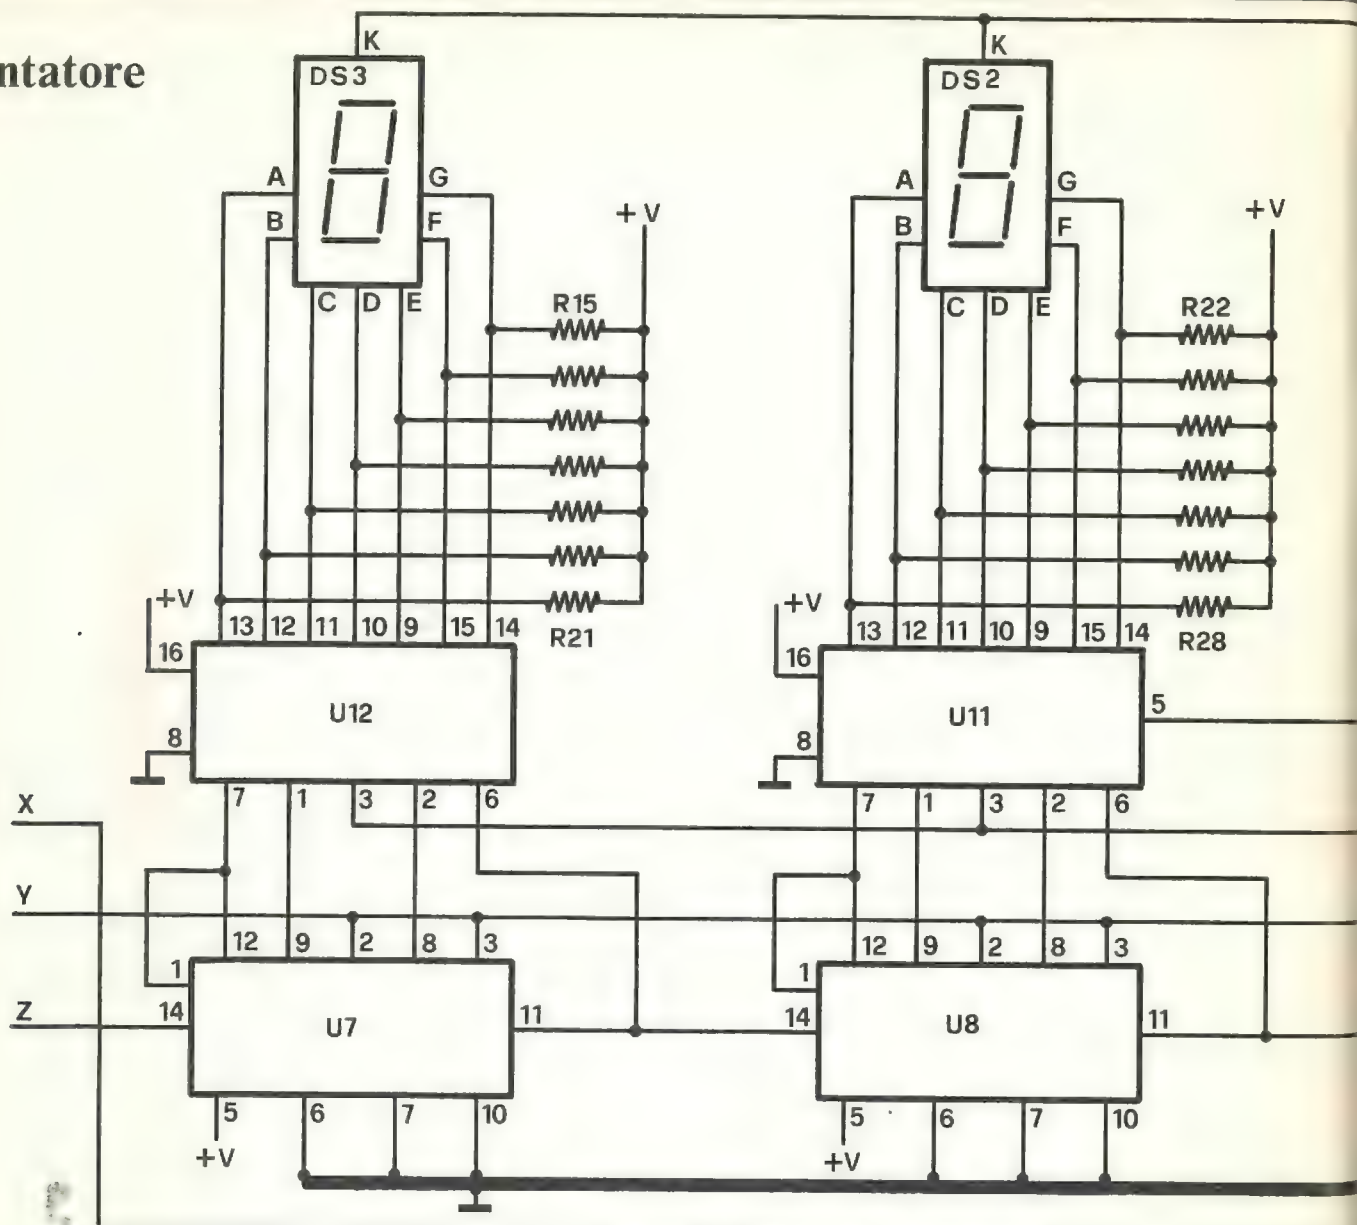 ntatore
K K
DS3 DS2
A G A G
B F +V B F +V
C D E R15 C D E R22
+V +V
13 12 11 10 9 15 14 R21 13 12 11 10 9 15 14 R28
16 16
U12 U11 5
8 8
7 1 3 2 6 7 1 3 2 6
X
Y
12 9 2 8 3 12 9 2 8 3
1 1
Z 14 U7 11 14 U8 11
5 6 7 10 5 6 7 10
+V +V